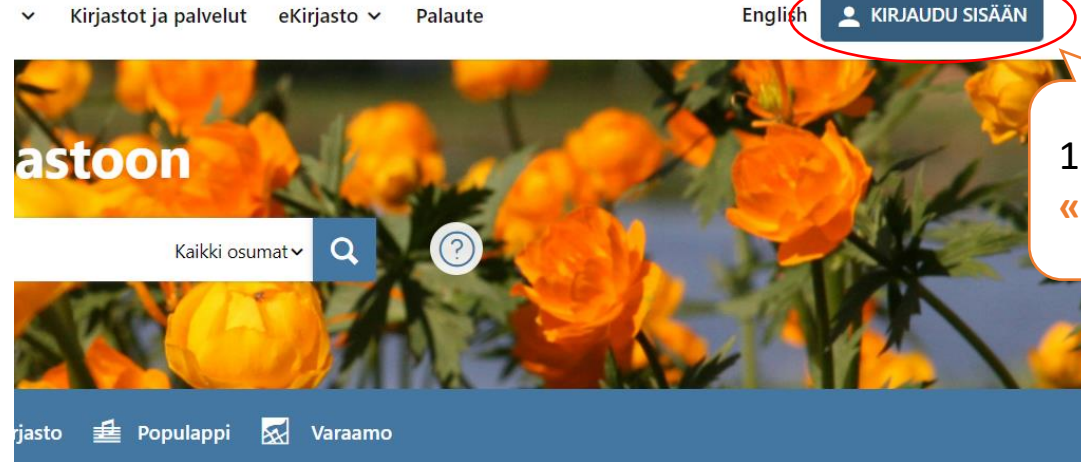 Kirjastot ja palvelut eKirjasto Palaute English KIRJAUDU SISÄÄN
astoon
1
«
Kaikki osumat
?
rjasto Populappi Varaamo